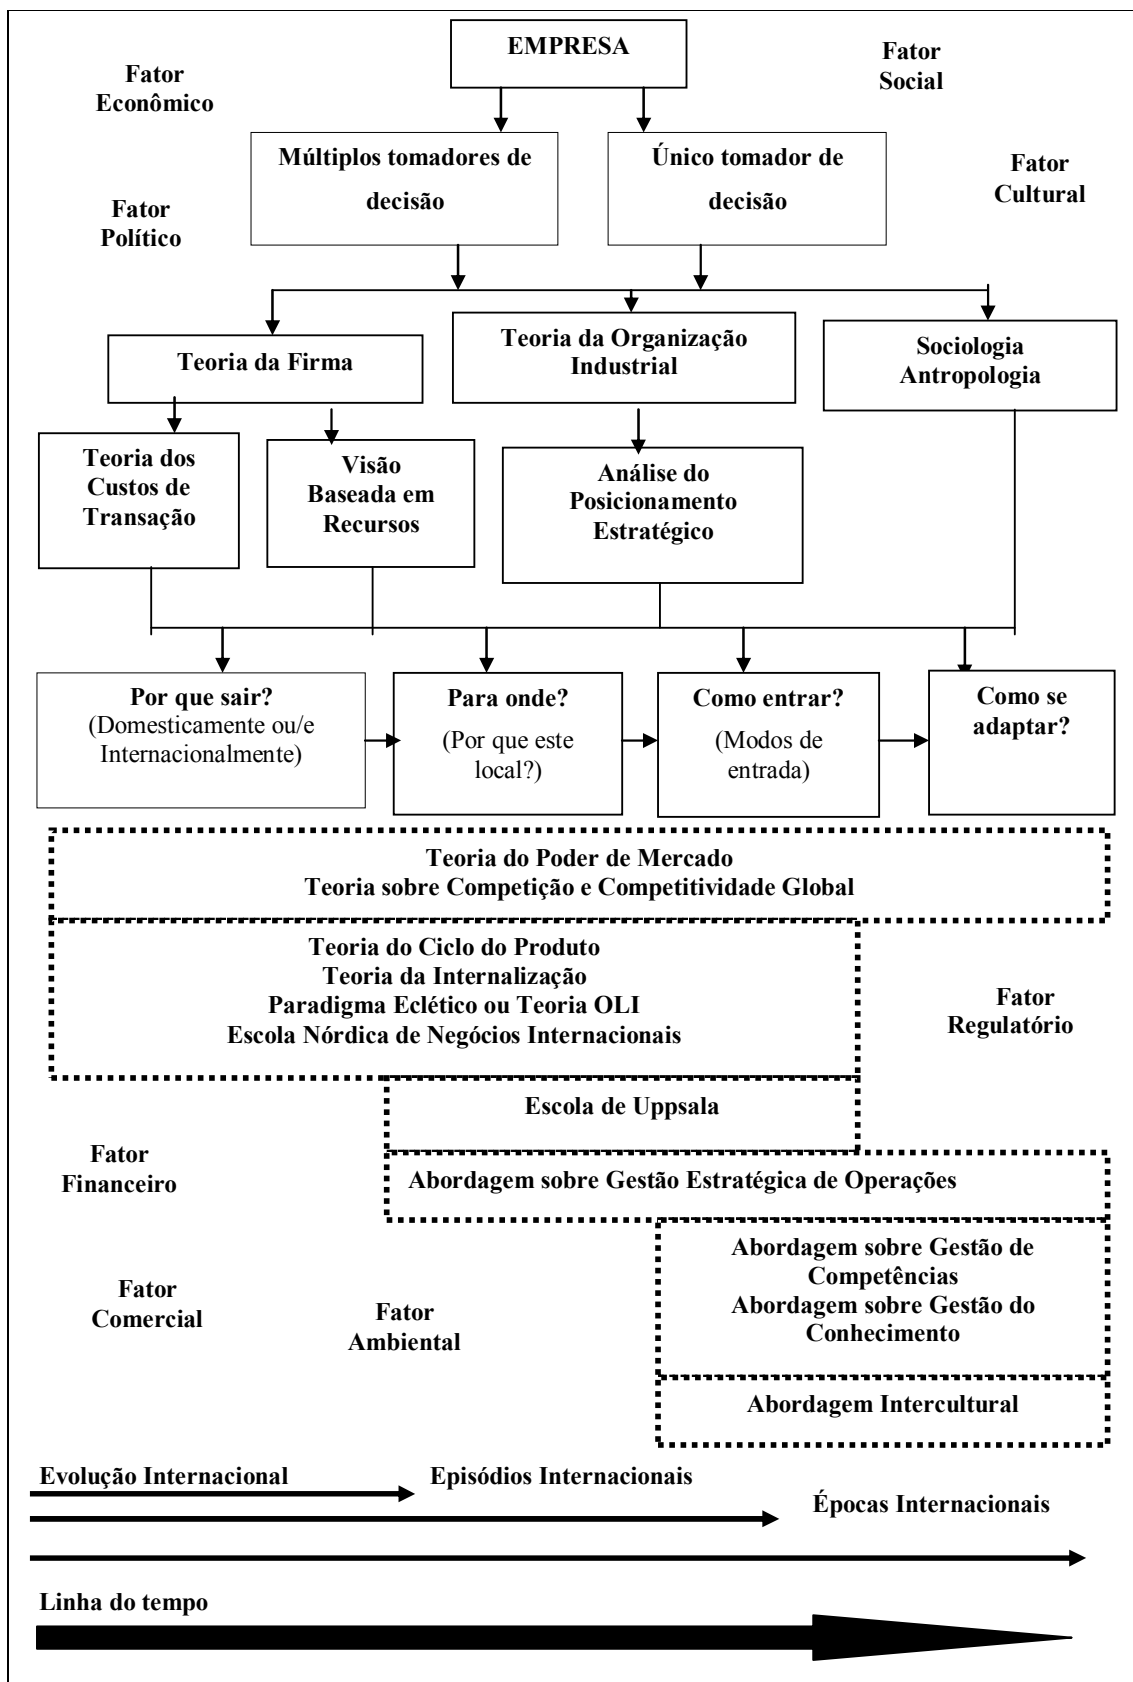 EMPRESA
Fator
Social
Fator
Econômico
Múltiplos tomadores de
decisão
Único tomador de
decisão
Fator
Cultural
Fator
Político
Teoria da Firma
Teoria da Organização
Industrial
Sociologia
Antropologia
Teoria dos
Custos de
Transação
Visão
Baseada em
Recursos
Análise do
Posicionamento
Estratégico
Por que sair?
(Domesticamente ou/e
Internacionalmente)
Para onde?
(Por que este
local?)
Como entrar?
(Modos de
entrada)
Como se
adaptar?
Teoria do Poder de Mercado
Teoria sobre Competição e Competitividade Global
Teoria do Ciclo do Produto
Teoria da Internalização
Paradigma Eclético ou Teoria OLI
Escola Nórdica de Negócios Internacionais
Fator
Regulatório
Escola de Uppsala
Fator
Financeiro
Abordagem sobre Gestão Estratégica de Operações
Abordagem sobre Gestão de
Competências
Abordagem sobre Gestão do
Conhecimento
Fator
Comercial
Fator
Ambiental
Abordagem Intercultural
Evolução Internacional
Episódios Internacionais
Épocas Internacionais
Linha do tempo